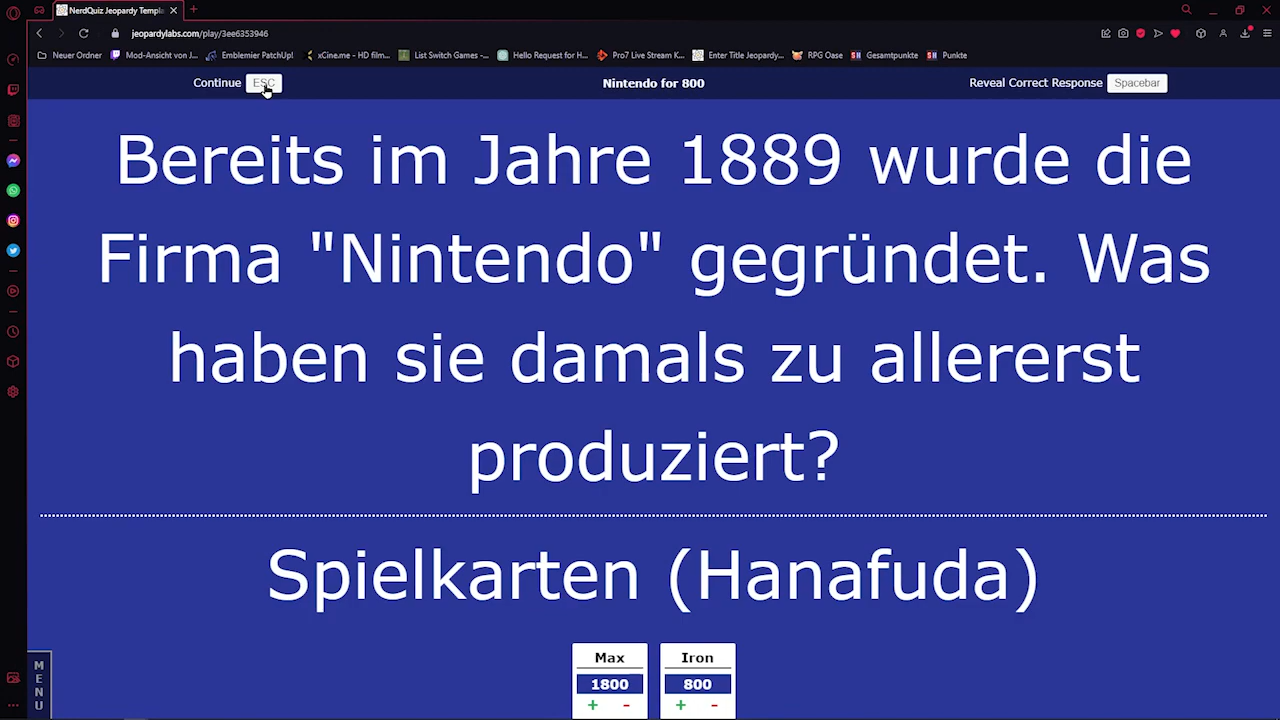 NerdQuiz Jeopardy Templa
jeopardylabs.com/play/3ee6353946
Neuer Ordner
Mod-Ansicht von J...
Emblemier PatchUp!
xCine.me - HD film...
List Switch Games -...
Hello Request for H...
Pro7 Live Stream K...
Enter Title Jeopardy...
RPG Oase
Gesamtpunkte
Punkte
Continue ESC
Nintendo for 800
Reveal Correct Response Spacebar
Bereits im Jahre 1889 wurde die
Firma "Nintendo" gegründet. Was
haben sie damals zu allererst
produziert?
Spielkarten (Hanafuda)
Max
1800
+ -
Iron
800
+ -
MENU